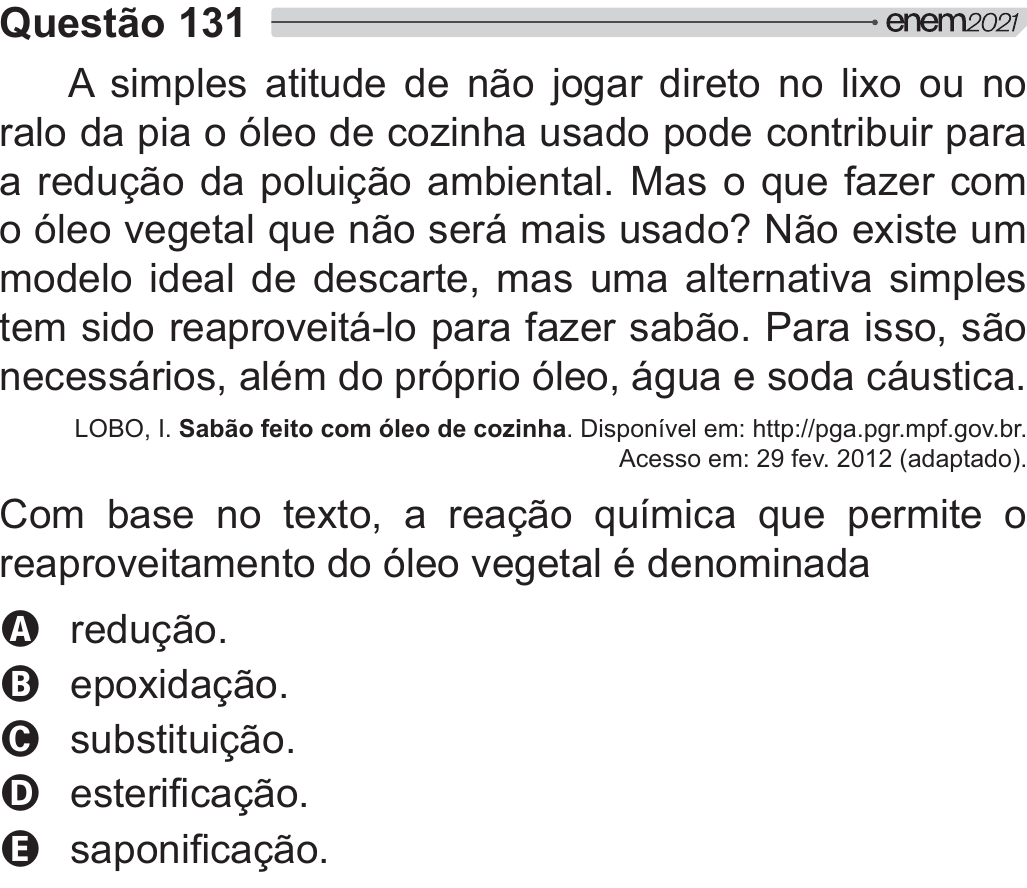 Questão 131 enem2021
A simples atitude de não jogar direto no lixo ou no
ralo da pia o óleo de cozinha usado pode contribuir para
a redução da poluição ambiental. Mas o que fazer com
o óleo vegetal que não será mais usado? Não existe um
modelo ideal de descarte, mas uma alternativa simples
tem sido reaproveitá-lo para fazer sabão. Para isso, são
necessários, além do próprio óleo, água e soda cáustica.
LOBO, I. Sabão feito com óleo de cozinha. Disponível em: http://pga.pgr.mpf.gov.br.
Acesso em: 29 fev. 2012 (adaptado).
Com base no texto, a reação química que permite o
reaproveitamento do óleo vegetal é denominada
A redução.
B epoxidação.
C substituição.
D esterificação.
E saponificação.